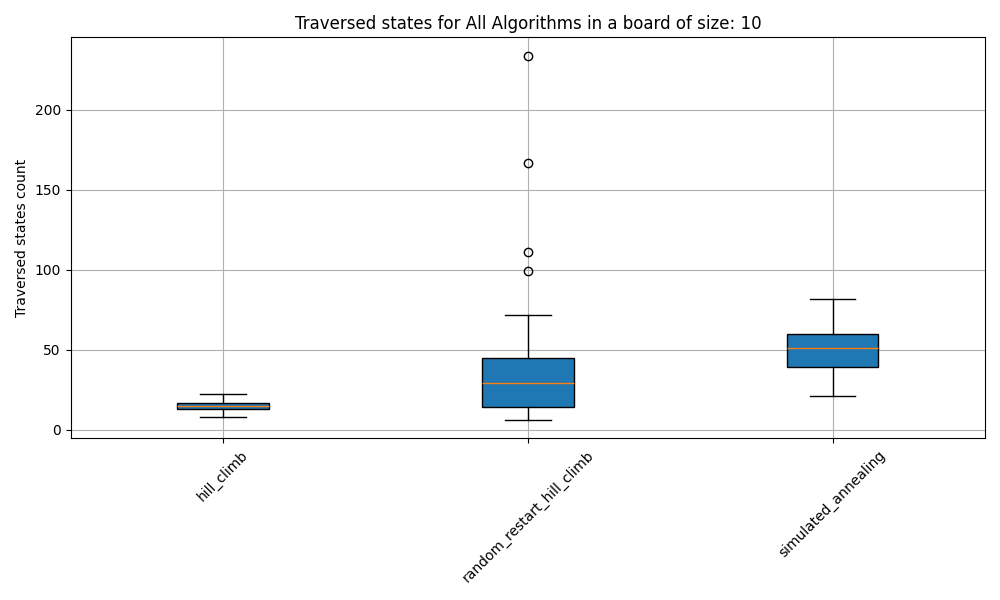 Traversed states for All Algorithms in a board of size: 10
Traversed states count
200
150
100
50
0
hill_climb
random_restart_hill_climb
simulated_annealing